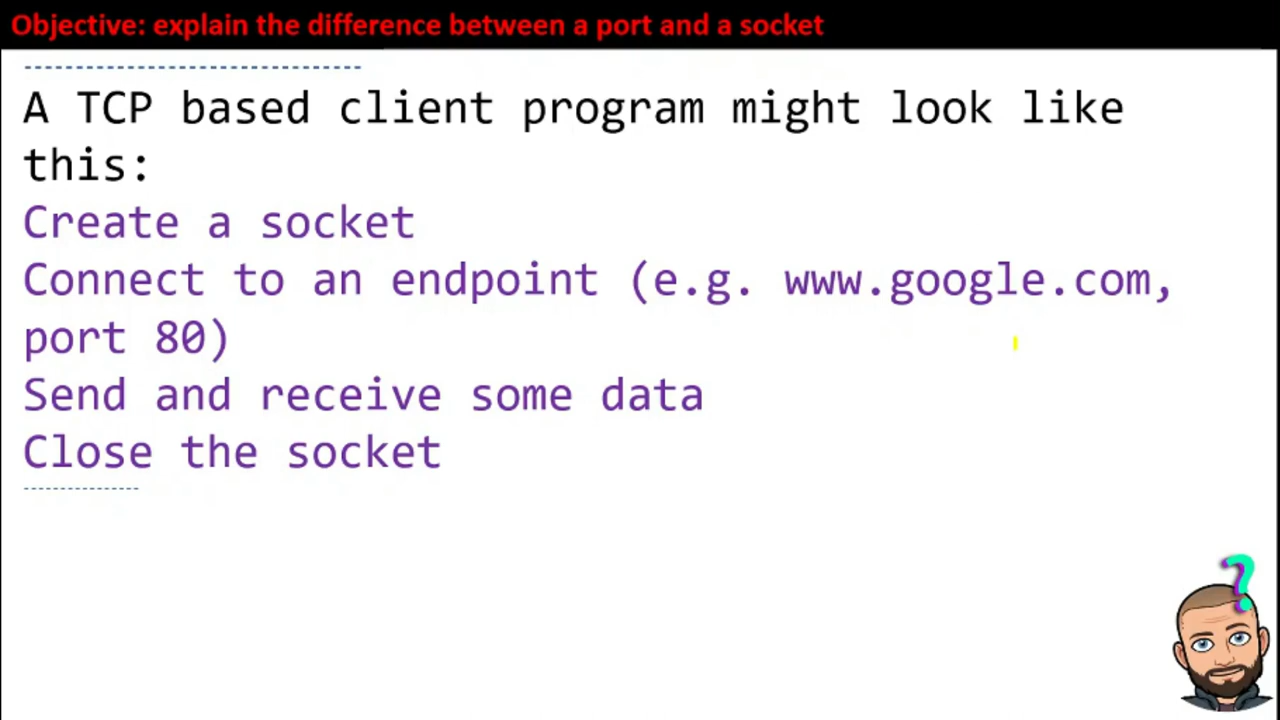 Objective: explain the difference between a port and a socket
--------------------------------
A TCP based client program might look like
this:
Create a socket
Connect to an endpoint (e.g. www.google.com,
port 80)
Send and receive some data
Close the socket
----------------
?